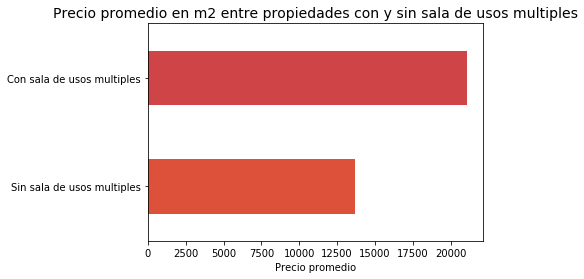 Precio promedio en m2 entre propiedades con y sin sala de usos multiples
Con sala de usos multiples
Sin sala de usos multiples
0 2500 5000 7500 10000 12500 15000 17500 20000
Precio promedio